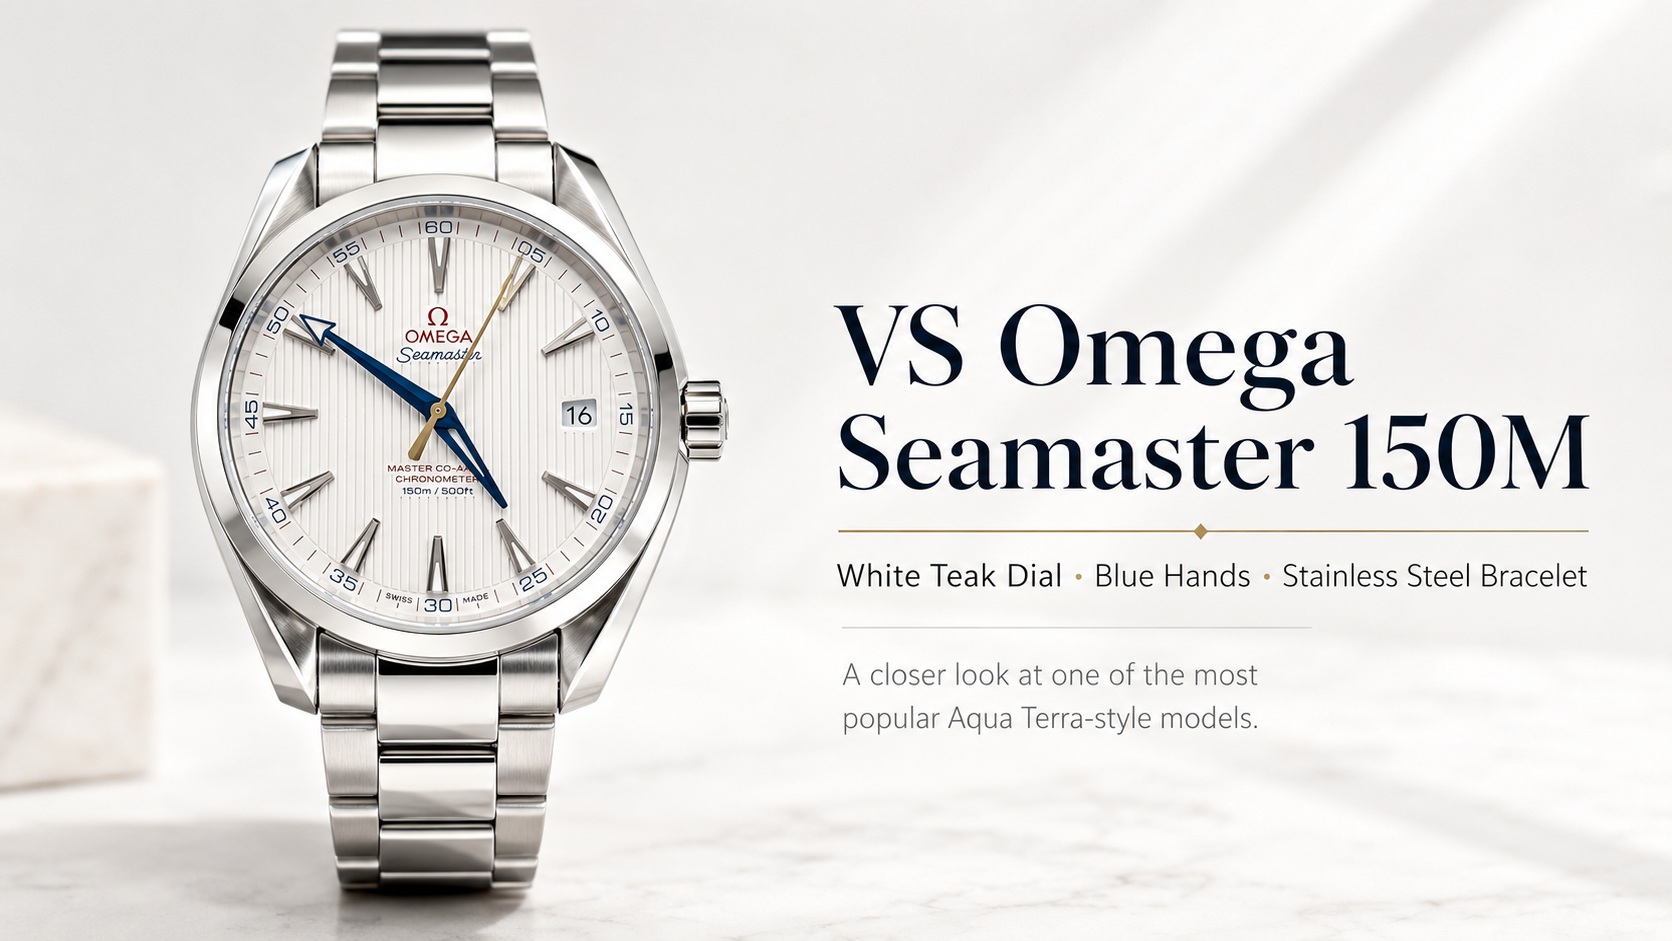 60
05
10
15
20
25
30
35
40
45
50
55
Ω
OMEGA
Seamaster
16
MASTER CO-A
CHRONOMETER
150m / 500ft
SWISS MADE
VS Omega
Seamaster 150M
White Teak Dial • Blue Hands • Stainless Steel Bracelet
A closer look at one of the most
popular Aqua Terra-style models.